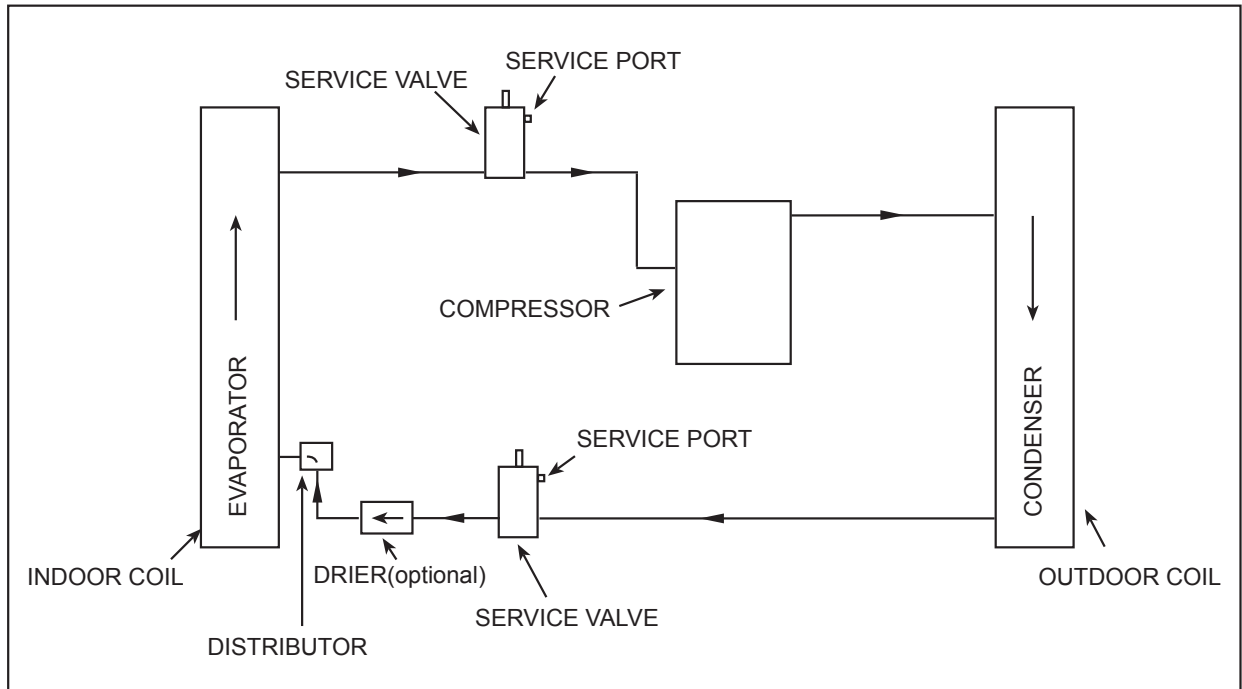 SERVICE PORT
SERVICE VALVE
COMPRESSOR
EVAPORATOR
CONDENSER
SERVICE PORT
INDOOR COIL
DRIER(optional)
OUTDOOR COIL
SERVICE VALVE
DISTRIBUTOR